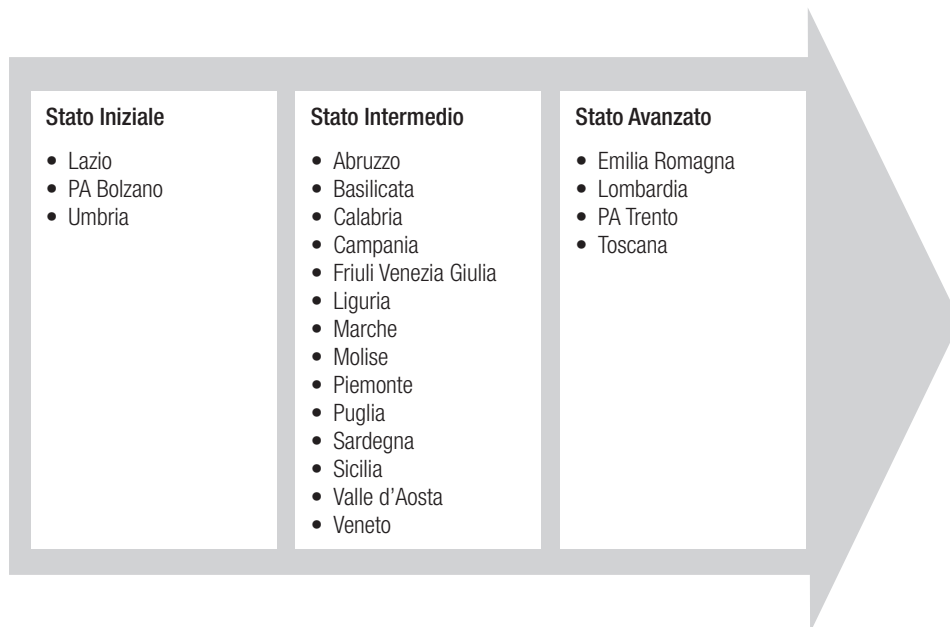 Stato Iniziale
• Lazio
• PA Bolzano
• Umbria
Stato Intermedio
• Abruzzo
• Basilicata
• Calabria
• Campania
• Friuli Venezia Giulia
• Liguria
• Marche
• Molise
• Piemonte
• Puglia
• Sardegna
• Sicilia
• Valle d'Aosta
• Veneto
Stato Avanzato
• Emilia Romagna
• Lombardia
• PA Trento
• Toscana